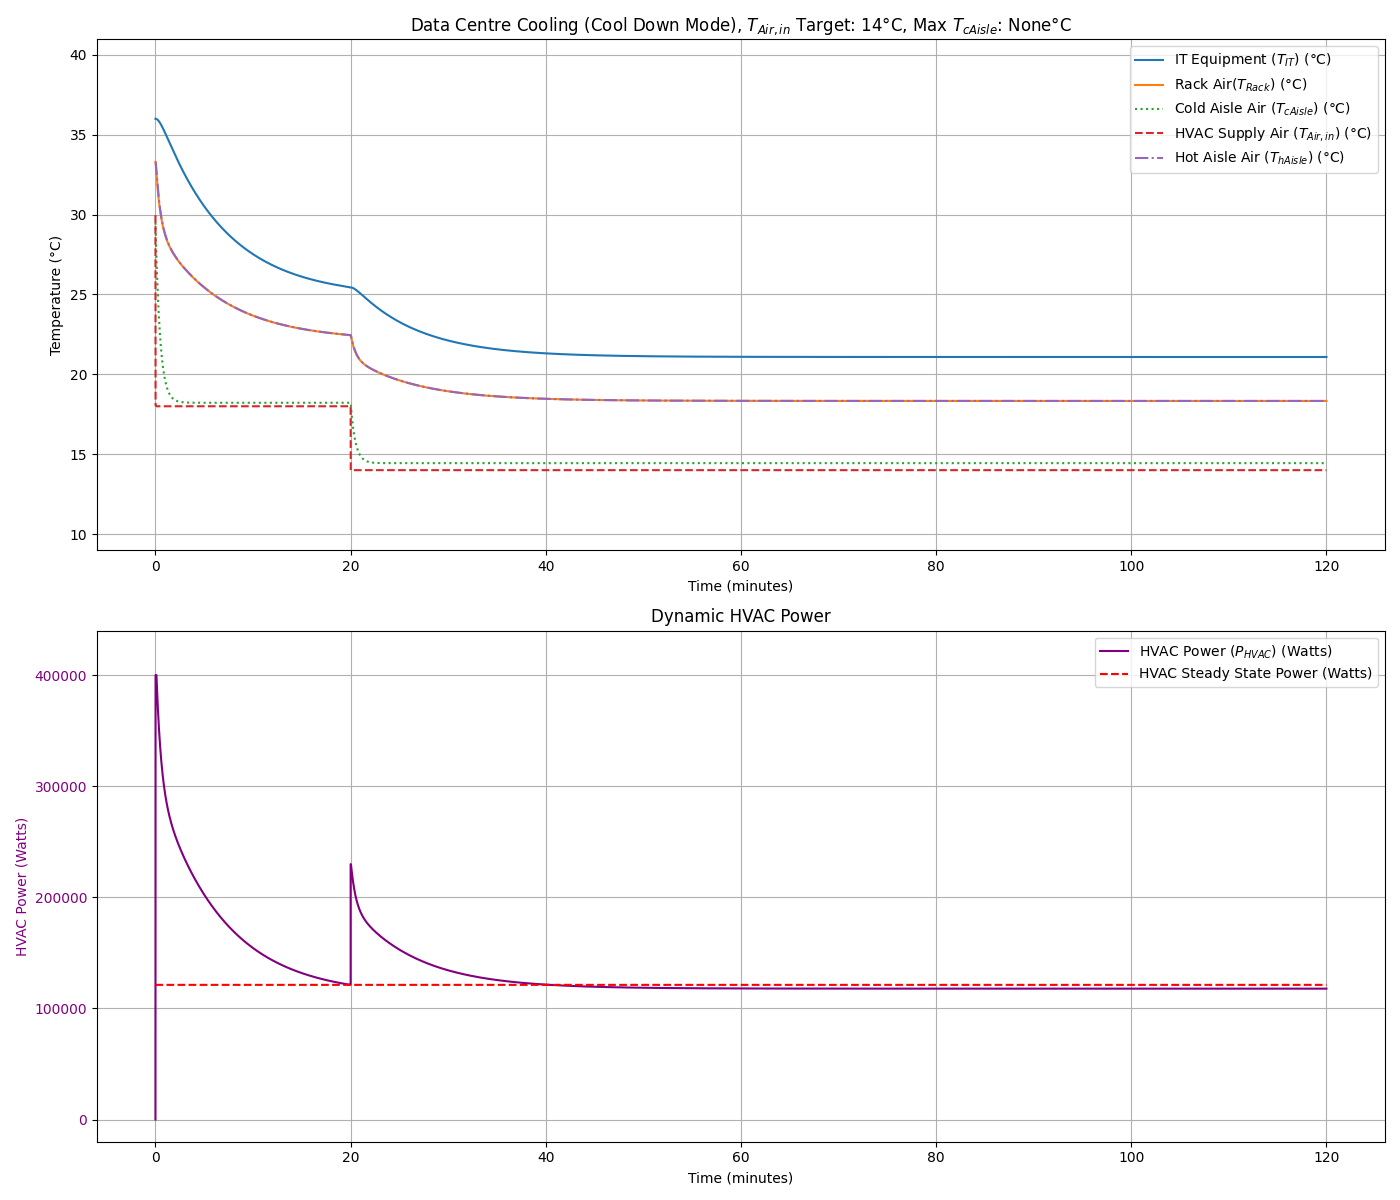 Data Centre Cooling (Cool Down Mode), T_{Air,in} Target: 14°C, Max T_{cAisle}: None°C
IT Equipment (T_{IT}) (°C)
Rack Air(T_{Rack}) (°C)
Cold Aisle Air (T_{cAisle}) (°C)
HVAC Supply Air (T_{Air,in}) (°C)
Hot Aisle Air (T_{hAisle}) (°C)
Temperature (°C)
40
35
30
25
20
15
10
0 20 40 60 80 100 120
Time (minutes)
Dynamic HVAC Power
HVAC Power (P_{HVAC}) (Watts)
HVAC Steady State Power (Watts)
HVAC Power (Watts)
400000
300000
200000
100000
0
0 20 40 60 80 100 120
Time (minutes)